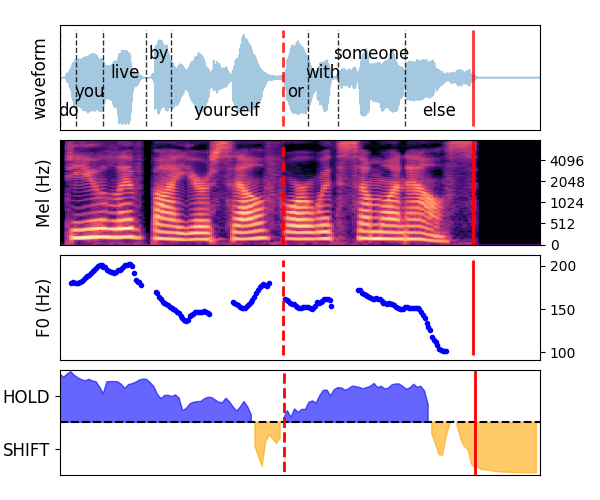 waveform
do you live by yourself or with someone else
Mel (Hz)
4096
2048
1024
512
0
F0 (Hz)
200
150
100
HOLD
SHIFT